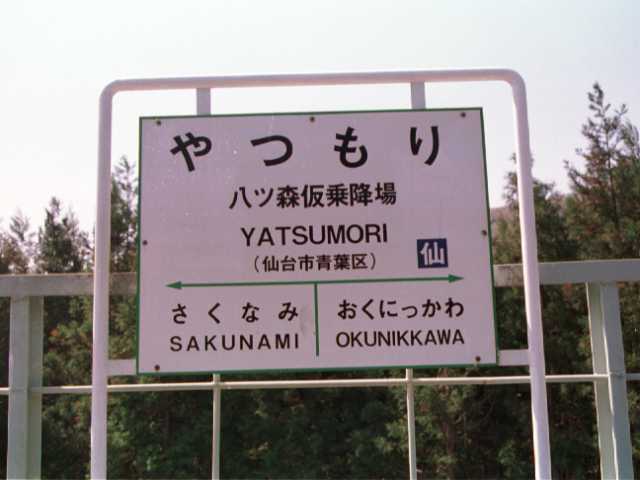 やつもり
八ツ森仮乗降場
YATSUMORI
(仙台市青葉区)
仙
さくなみ おくにっかわ
SAKUNAMI OKUNIKKAWA